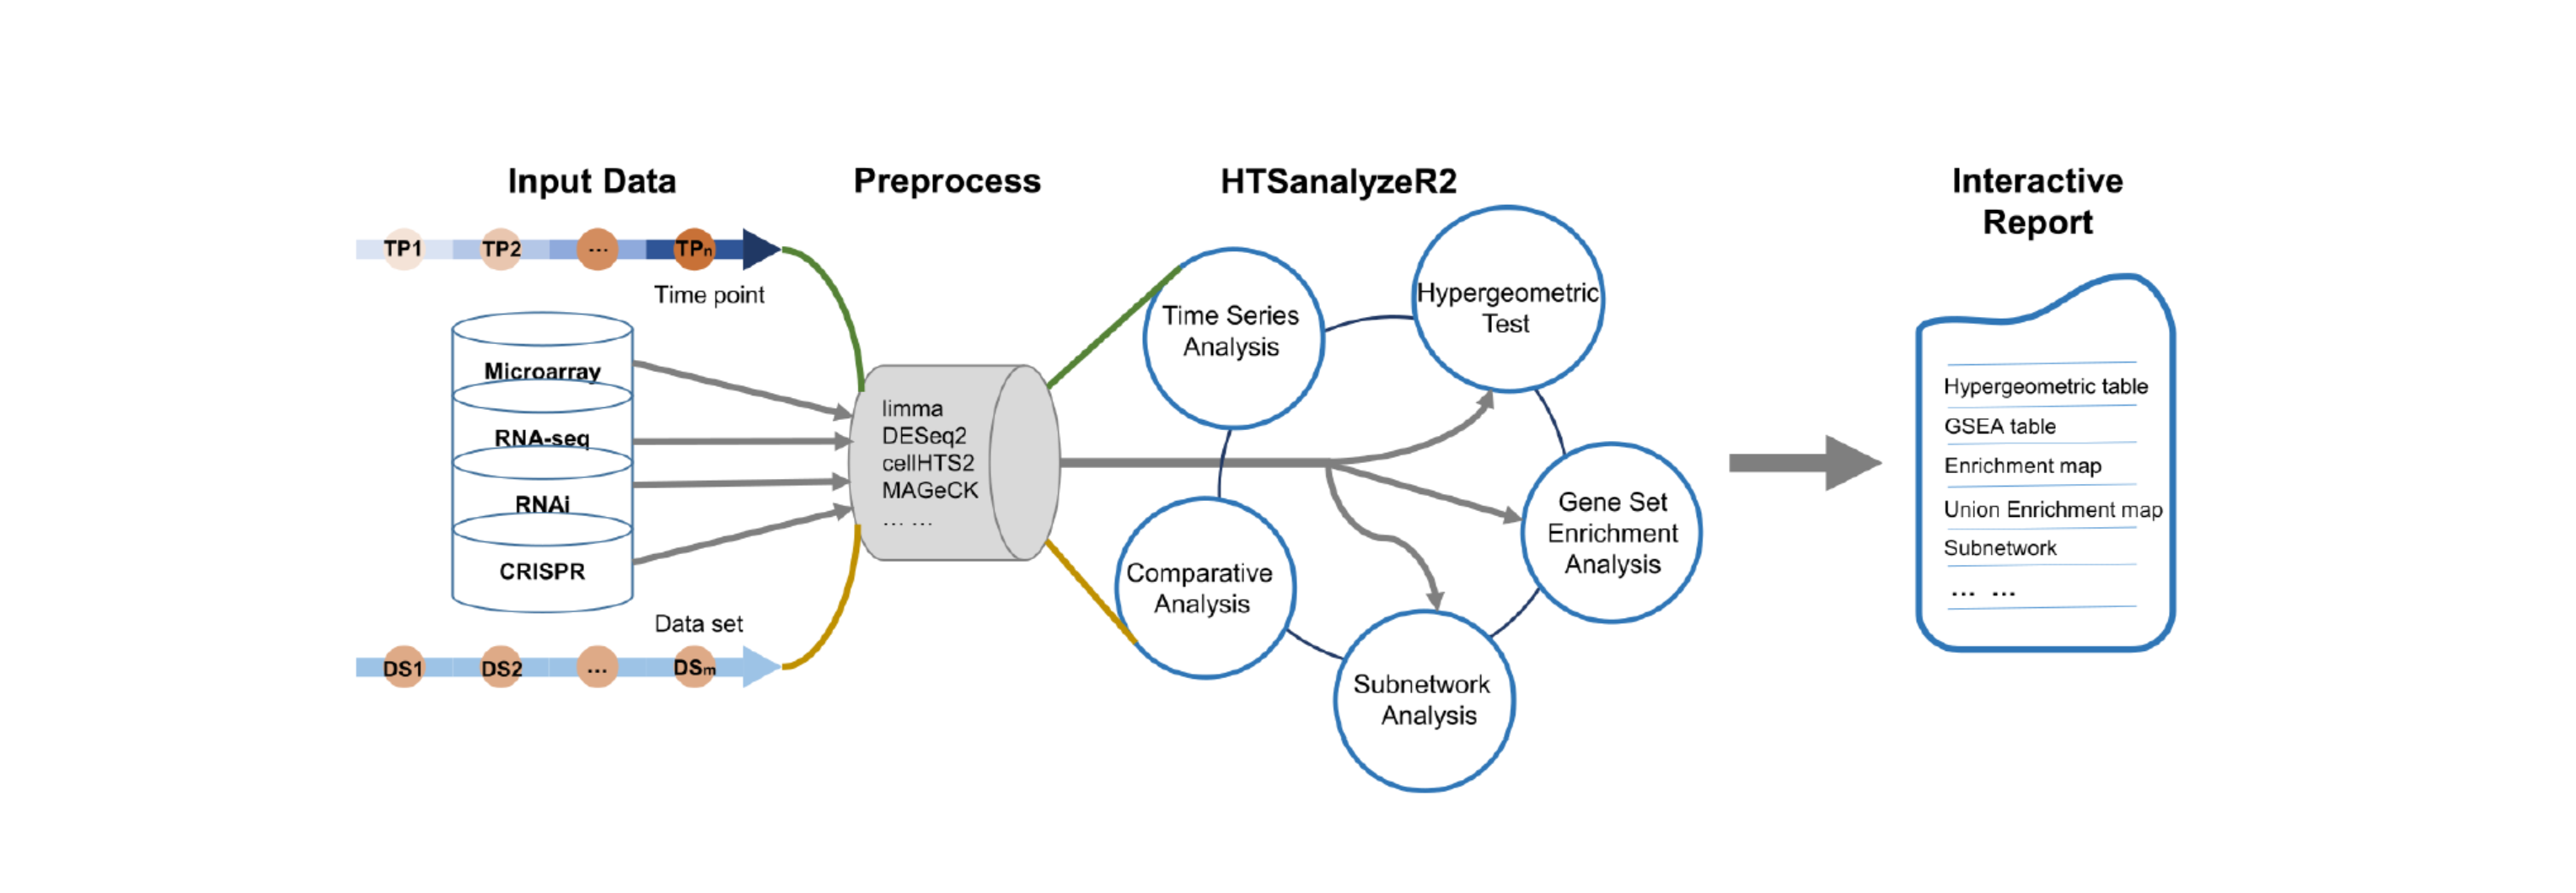 Input Data
Preprocess
HTSanalyzeR2
Interactive
Report
TP1 TP2 ... TPn
Time point
Microarray
RNA-seq
RNAi
CRISPR
Data set
DS1 DS2 ... DSm
limma
DESeq2
cellHTS2
MAGeCK
... ...
Time Series
Analysis
Hypergeometric
Test
Gene Set
Enrichment
Analysis
Comparative
Analysis
Subnetwork
Analysis
Hypergeometric table
GSEA table
Enrichment map
Union Enrichment map
Subnetwork
... ...